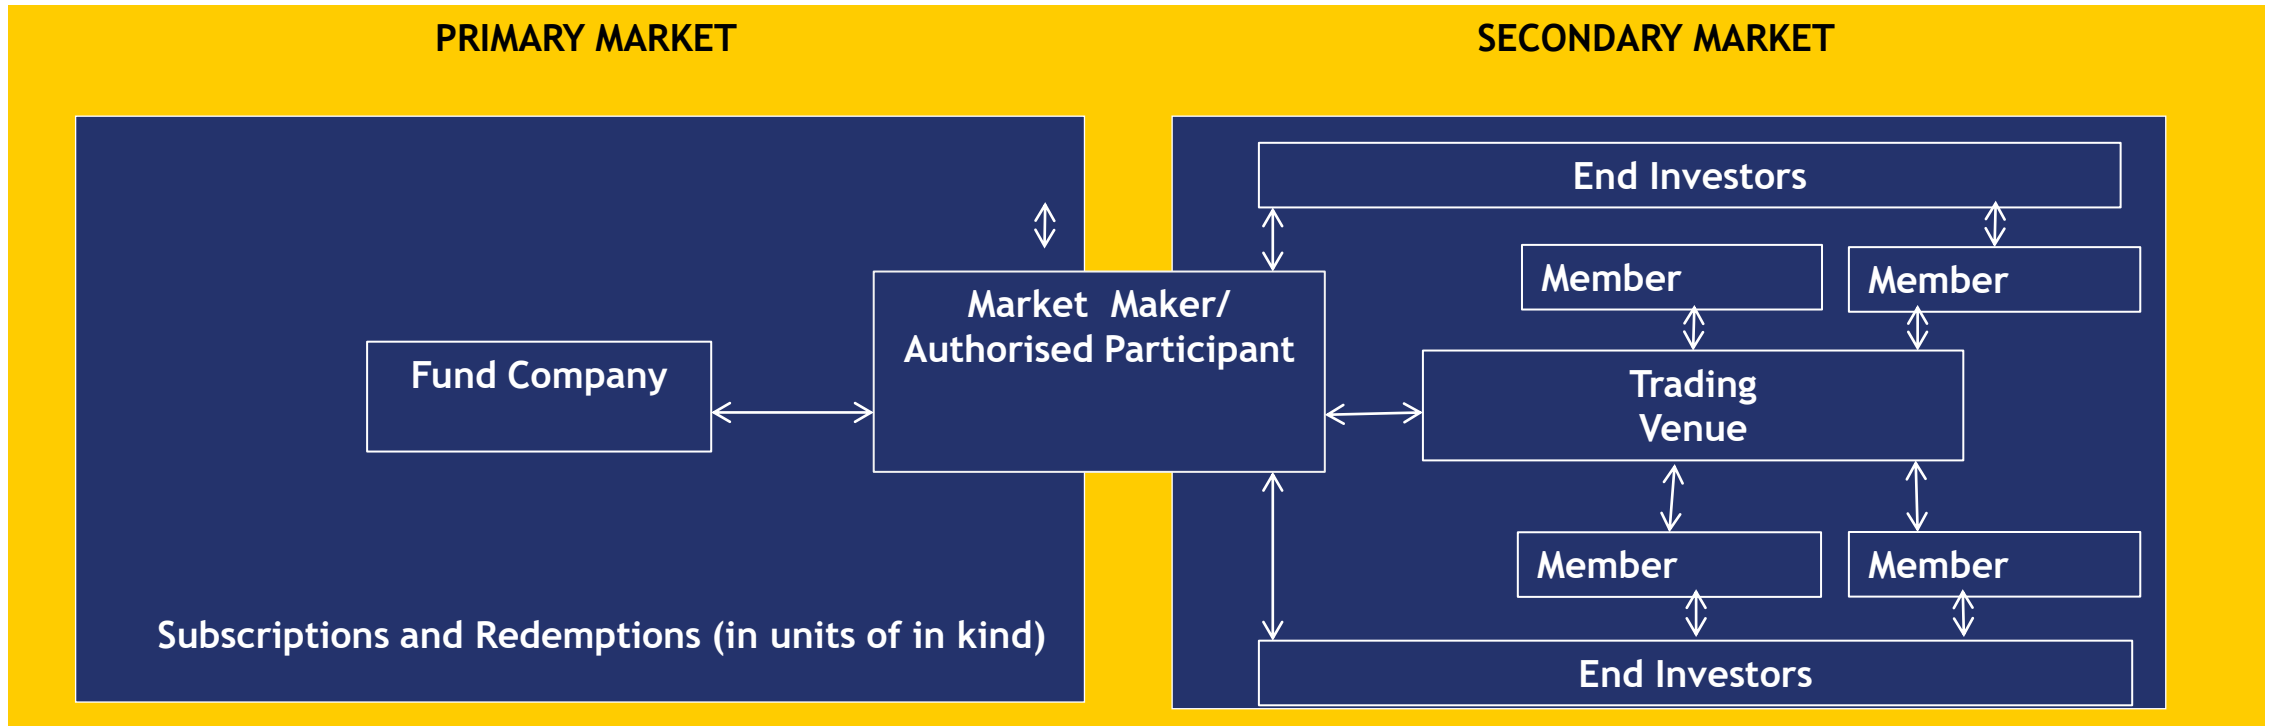 PRIMARY MARKET
SECONDARY MARKET
End Investors
Member
Member
Market Maker/
Authorised Participant
Fund Company
Trading
Venue
Member
Member
Subscriptions and Redemptions (in units of in kind)
End Investors